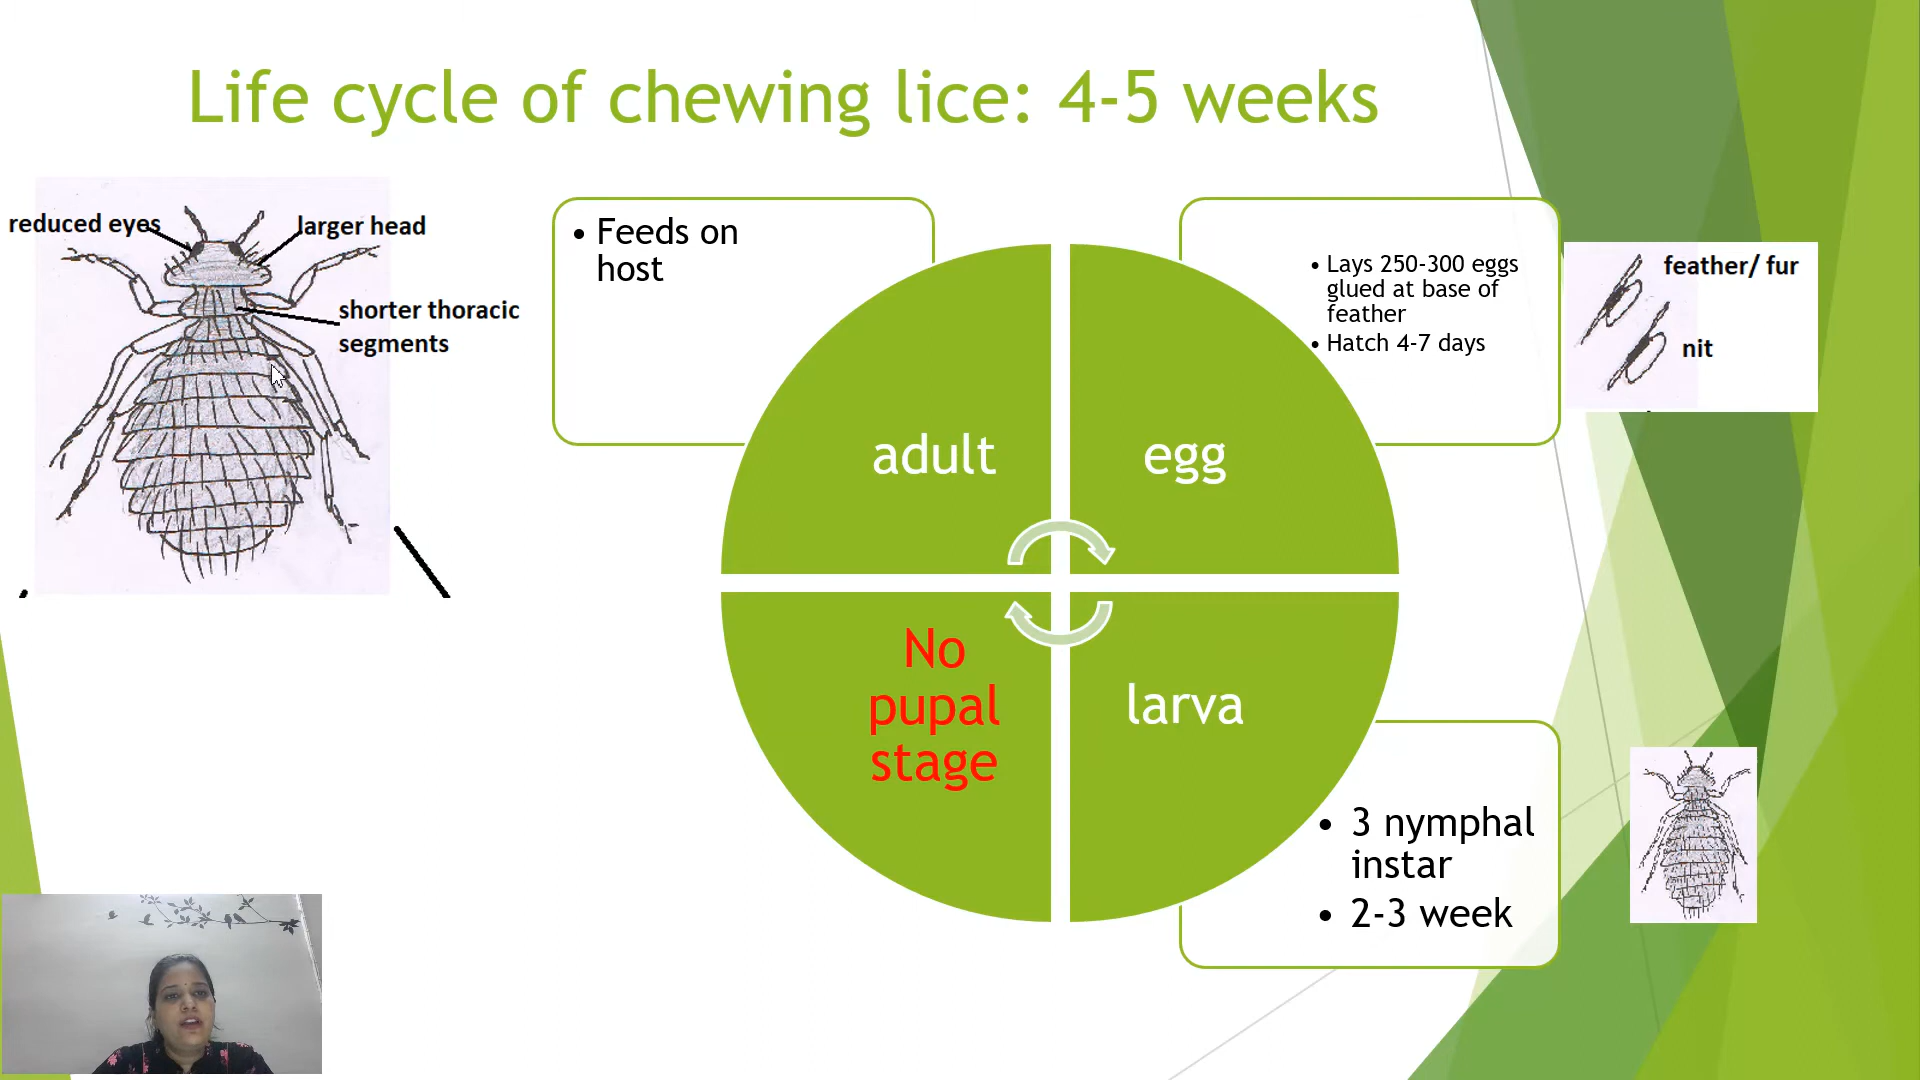 Life cycle of chewing lice: 4-5 weeks
reduced eyes
larger head
shorter thoracic
segments
• Feeds on
host
• Lays 250-300 eggs
glued at base of
feather
• Hatch 4-7 days
feather/ fur
nit
adult
egg
No
pupal
stage
larva
• 3 nymphal
instar
• 2-3 week